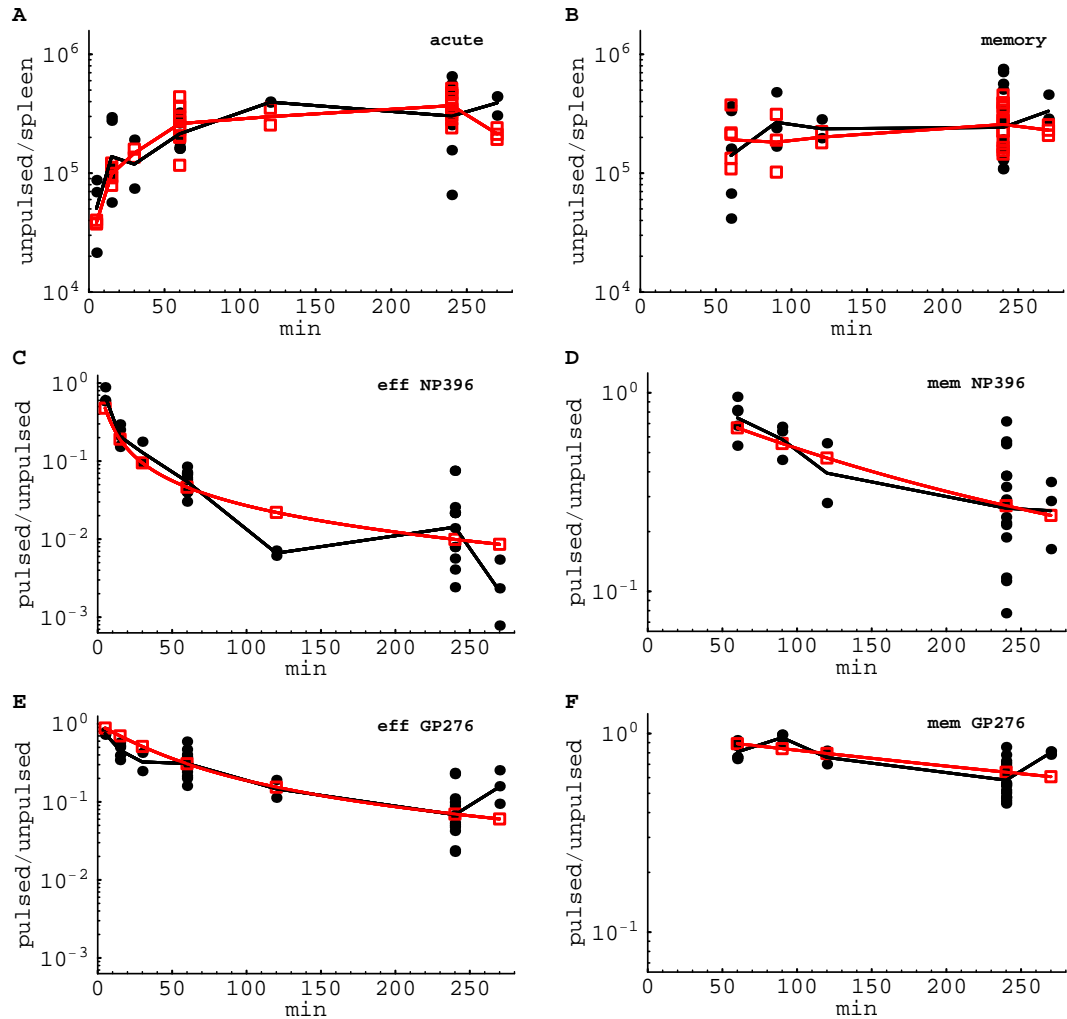 A
acute
unpulsed/spleen
10^6
10^5
10^4
0 50 100 150 200 250
min
B
memory
unpulsed/spleen
10^6
10^5
10^4
0 50 100 150 200 250
min
C
eff NP396
pulsed/unpulsed
10^0
10^-1
10^-2
10^-3
0 50 100 150 200 250
min
D
mem NP396
pulsed/unpulsed
10^0
10^-1
0 50 100 150 200 250
min
E
eff GP276
pulsed/unpulsed
10^0
10^-1
10^-2
10^-3
0 50 100 150 200 250
min
F
mem GP276
pulsed/unpulsed
10^0
10^-1
0 50 100 150 200 250
min